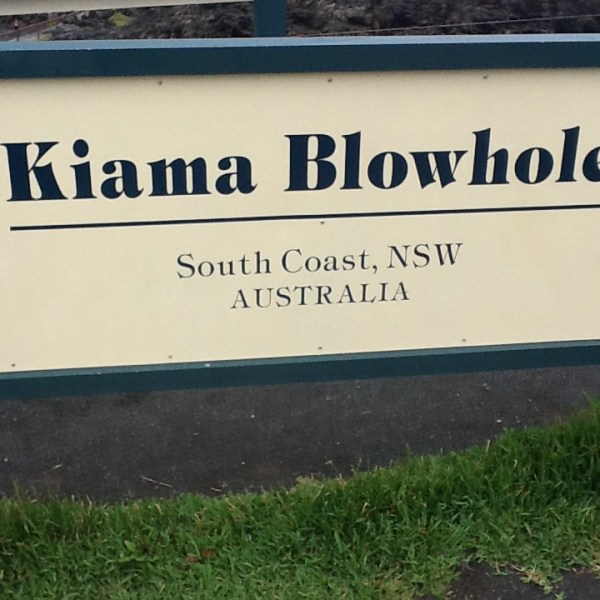 Kiama Blowhole
South Coast, NSW
AUSTRALIA